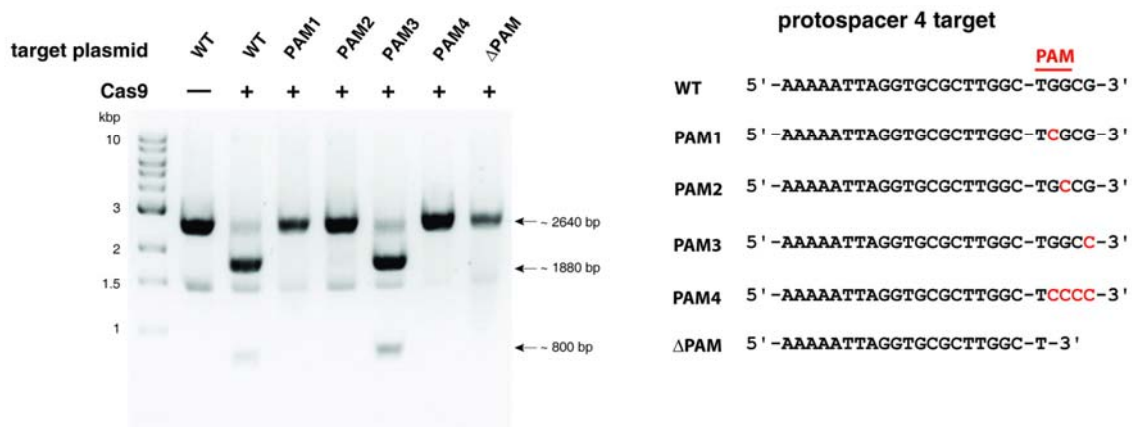 target plasmid WT WT PAM1 PAM2 PAM3 PAM4 ΔPAM
Cas9 — + + + + + +
kbp
10
3
2
1.5
1
~ 2640 bp
~ 1880 bp
~ 800 bp
protospacer 4 target
PAM
WT 5'-AAAAATTAGGTGCGCTTGGC-TGGCG-3'
PAM1 5'-AAAAATTAGGTGCGCTTGGC-TCGCG-3'
PAM2 5'-AAAAATTAGGTGCGCTTGGC-TGCCG-3'
PAM3 5'-AAAAATTAGGTGCGCTTGGC-TGGCC-3'
PAM4 5'-AAAAATTAGGTGCGCTTGGC-TCCCC-3'
ΔPAM 5'-AAAAATTAGGTGCGCTTGGC-T-3'